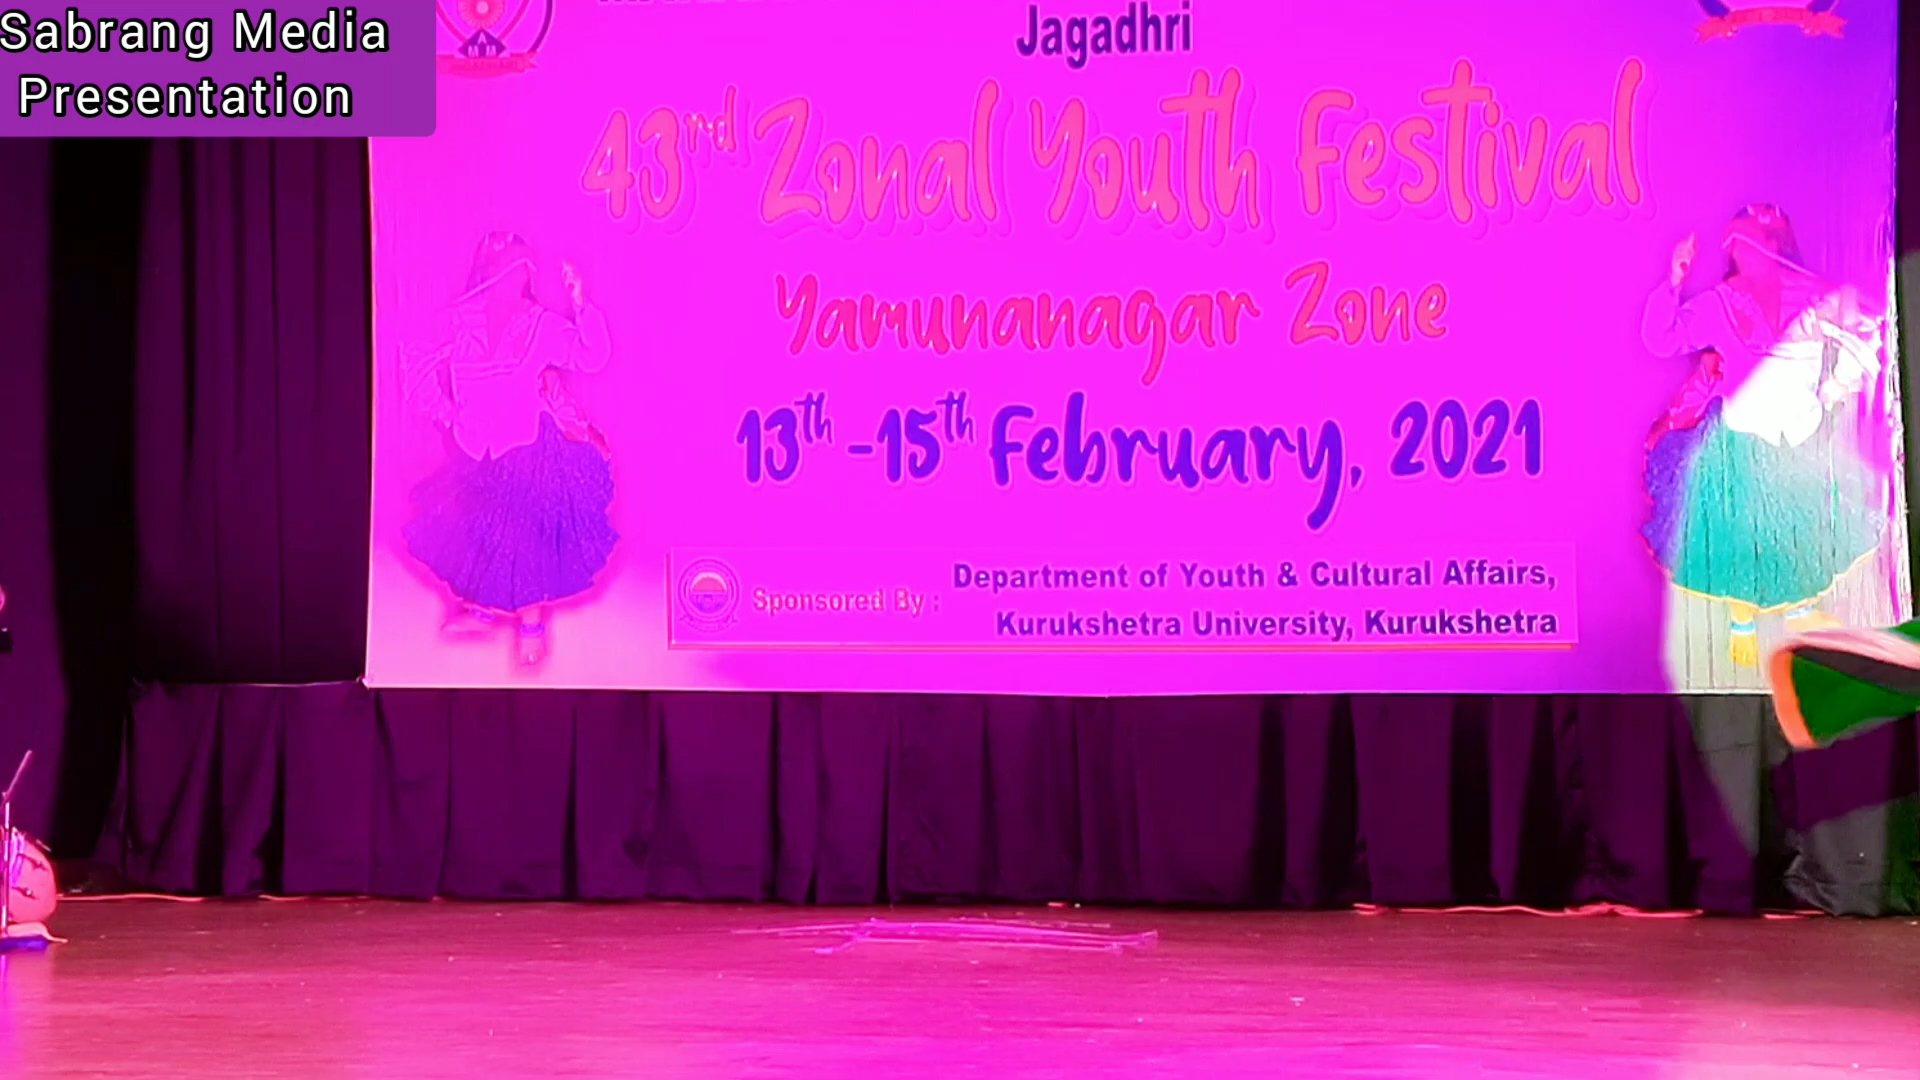 Sabrang Media
Presentation
Jagadhri
43rd Zonal Youth Festival
Yamunanagar Zone
13th-15th February, 2021
Sponsored By :
Department of Youth & Cultural Affairs,
Kurukshetra University, Kurukshetra